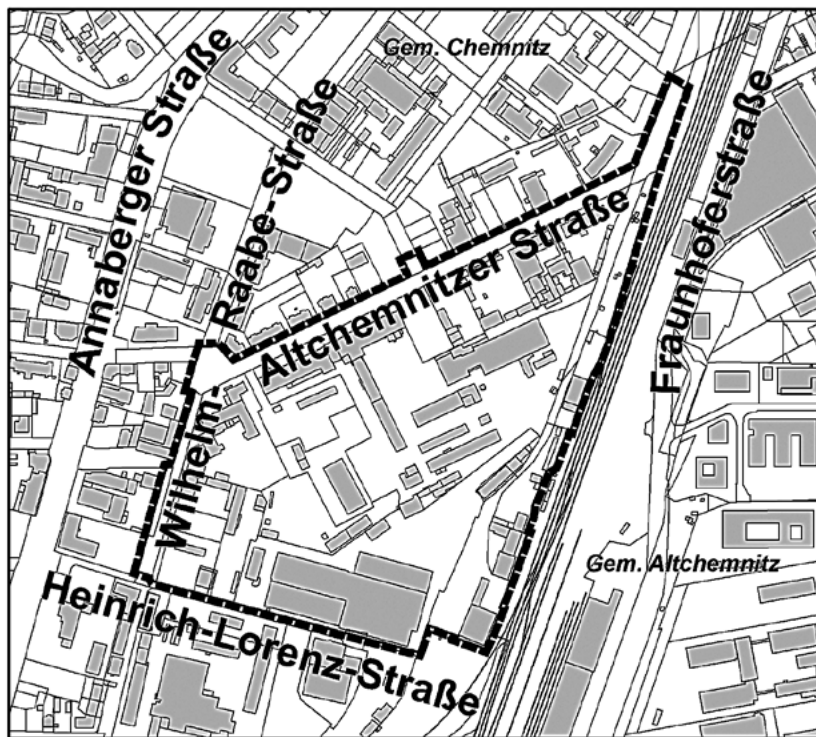 Gem. Chemnitz
Annaberger Straße
Wilhelm-Raabe-Straße
Altchemnitzer Straße
Fraunhoferstraße
Gem. Altchemnitz
Heinrich-Lorenz-Straße